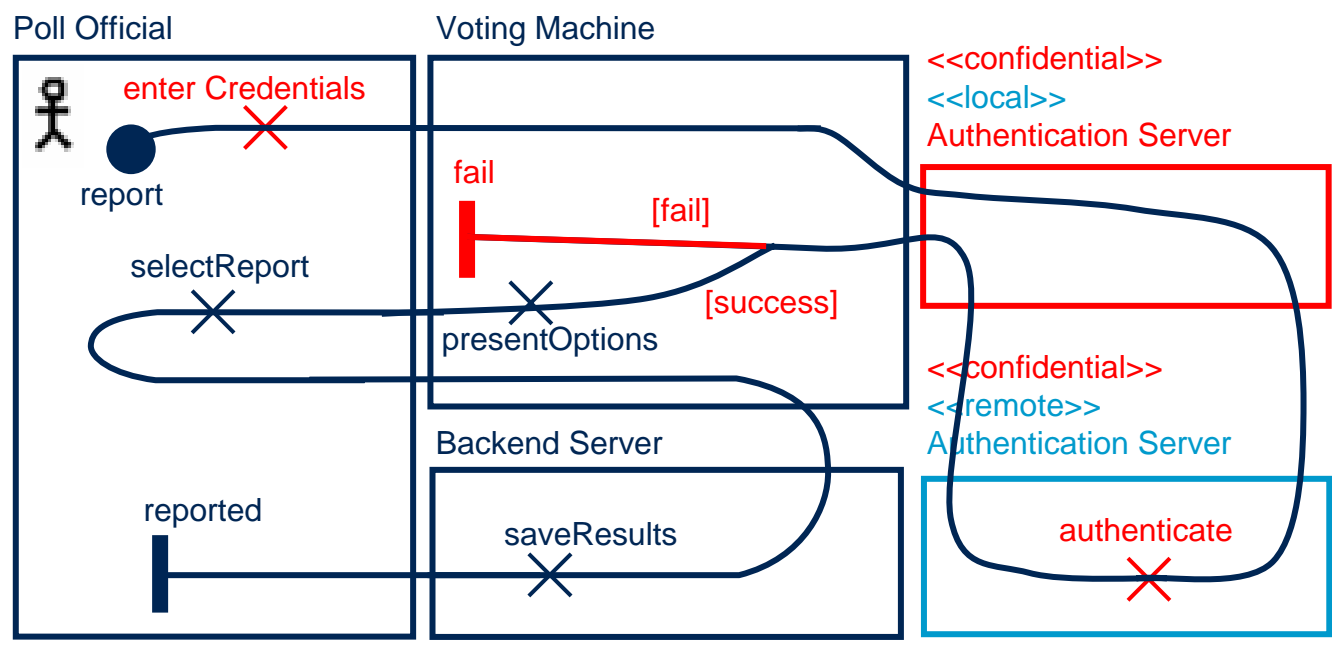 Poll Official
Voting Machine
<<confidential>>
<<local>>
Authentication Server
enter Credentials
report
fail
[fail]
selectReport
[success]
presentOptions
<<confidential>>
<<remote>>
Authentication Server
Backend Server
reported
saveResults
authenticate